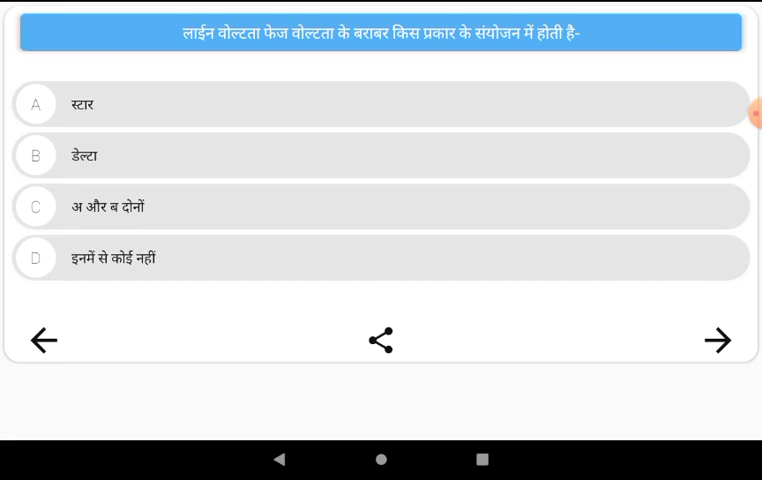 लाईन वोल्टता फेज वोल्टता के बराबर किस प्रकार के संयोजन में होती है-
A स्टार
B डेल्टा
C अ और ब दोनों
D इनमें से कोई नहीं